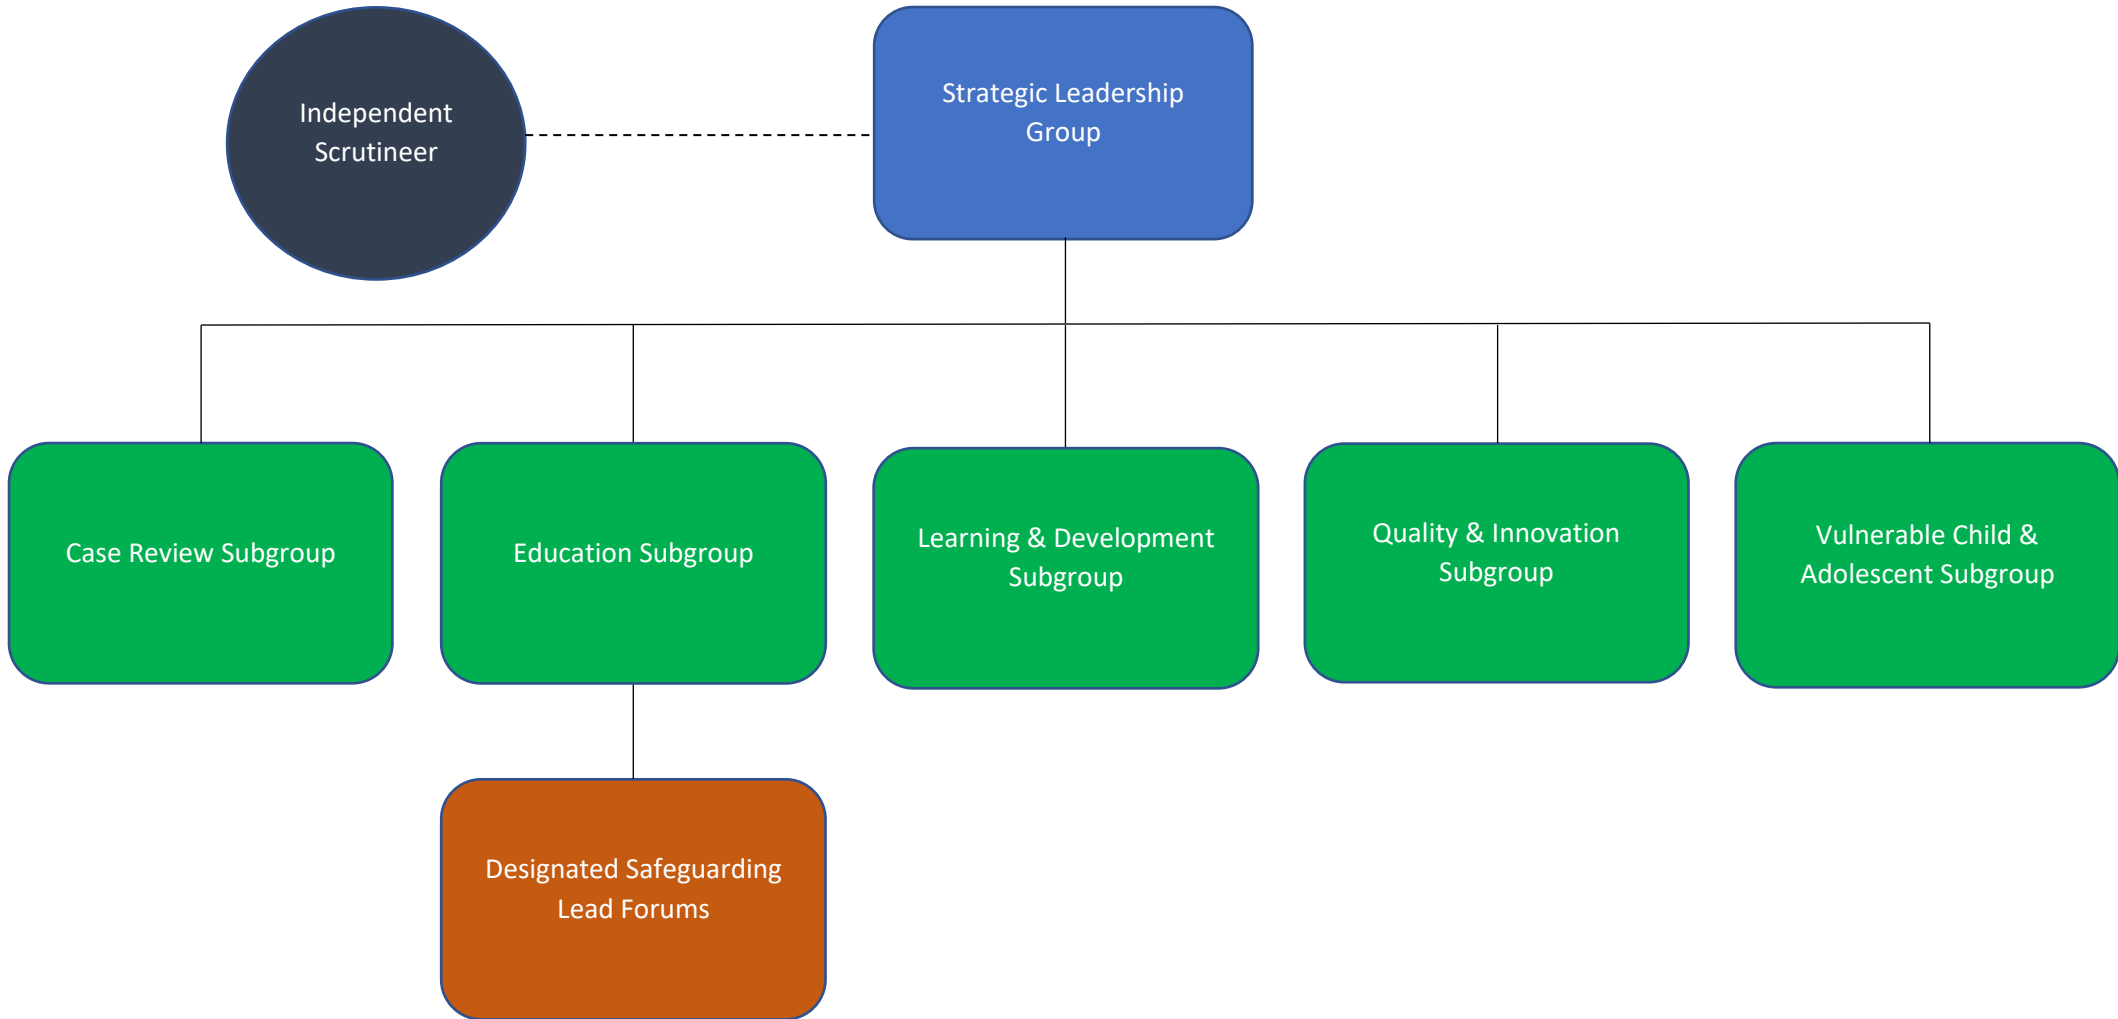 Independent
Scrutineer
Strategic Leadership
Group
Case Review Subgroup
Education Subgroup
Learning & Development
Subgroup
Quality & Innovation
Subgroup
Vulnerable Child &
Adolescent Subgroup
Designated Safeguarding
Lead Forums